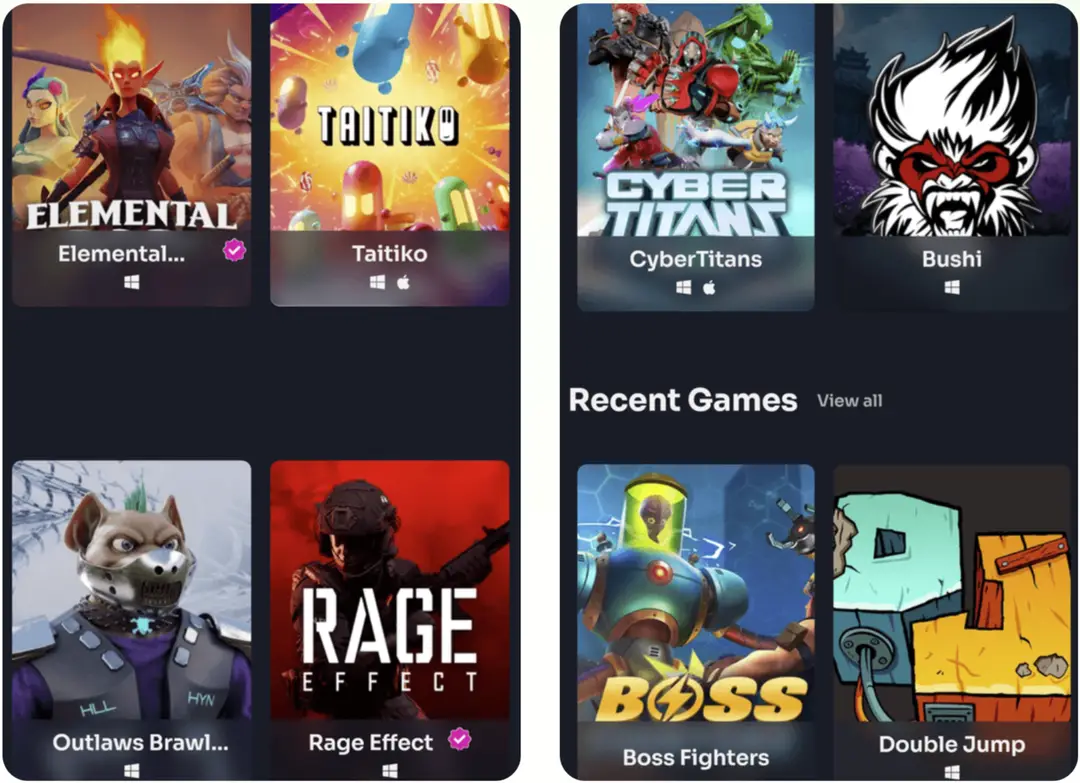 ELEMENTAL
Elemental...
TAITIKO
Taitiko
HLL
HYN
Outlaws Brawl...
RAGE
EFFECT
Rage Effect
CYBER
TITANS
CyberTitans
Bushi
Recent Games
View all
BOSS
Boss Fighters
Double Jump